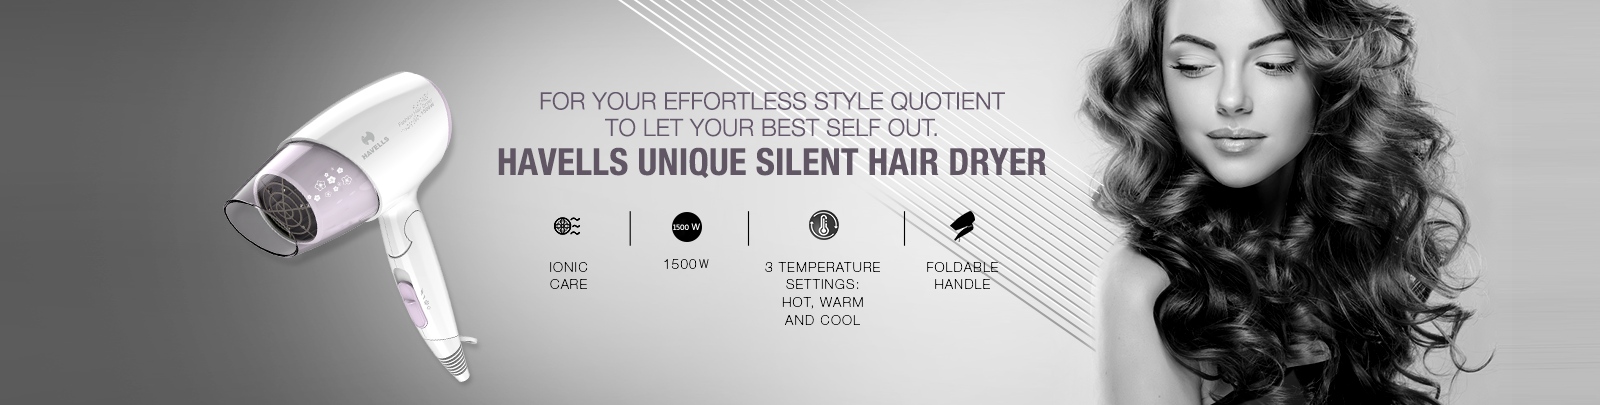 FOR YOUR EFFORTLESS STYLE QUOTIENT
TO LET YOUR BEST SELF OUT.
HAVELLS UNIQUE SILENT HAIR DRYER
HAVELLS
1500 W
IONIC
CARE
1500W
3 TEMPERATURE
SETTINGS:
HOT, WARM
AND COOL
FOLDABLE
HANDLE